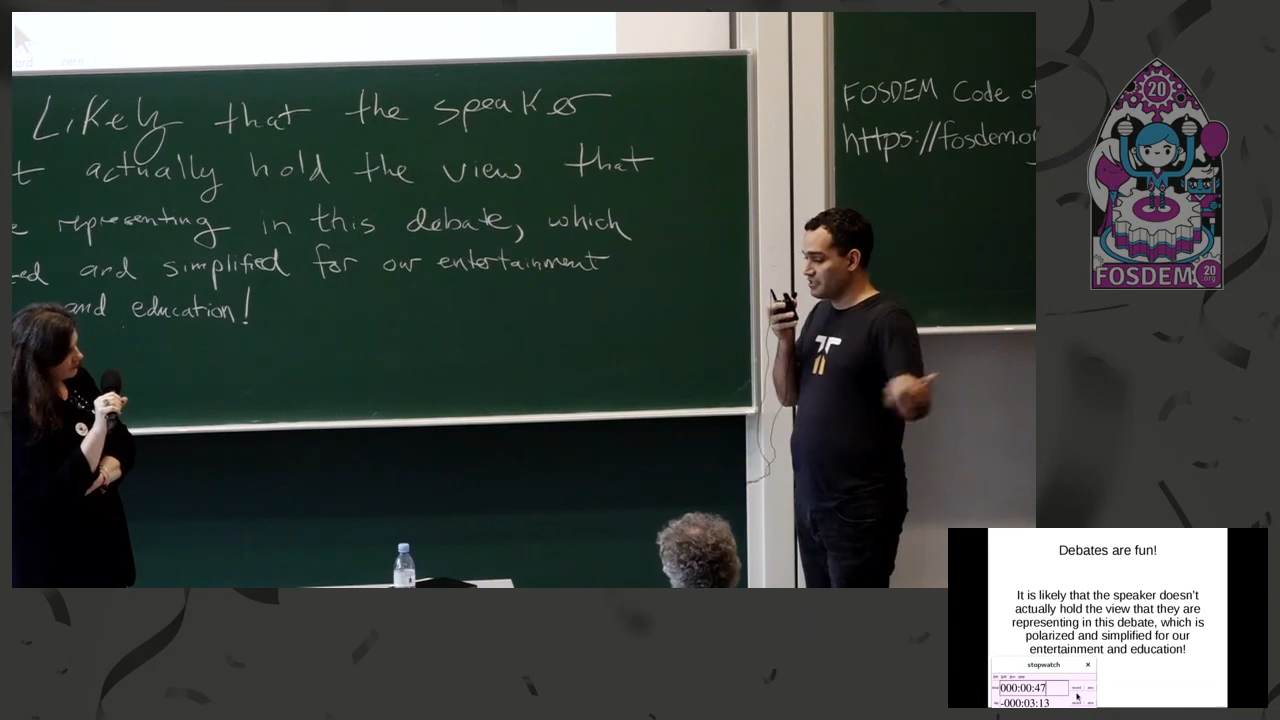 Likely that the speaker
t actually hold the view that
e representing in this debate, which
ed and simplified for our entertainment
and education!
FOSDEM Code of
https://fosdem.or
20
FOSDEM 20
.org
Debates are fun!
It is likely that the speaker doesn't
actually hold the view that they are
representing in this debate, which is
polarized and simplified for our
entertainment and education!
stopwatch
000:00:47
-000:03:13